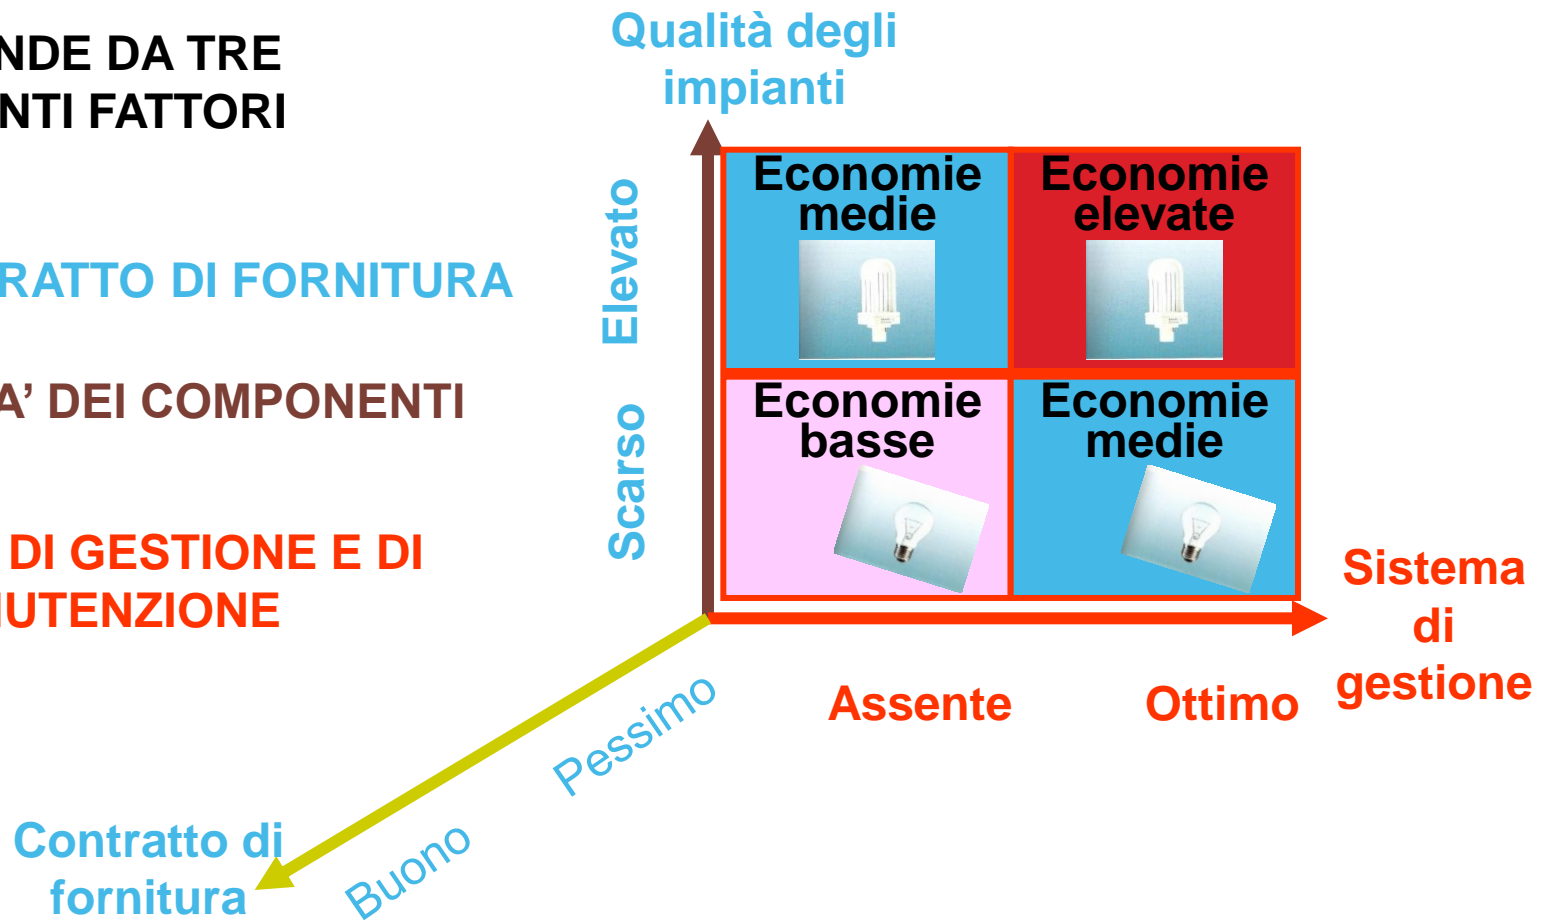 NDE DA TRE
NTI FATTORI
RATTO DI FORNITURA
A’ DEI COMPONENTI
DI GESTIONE E DI
NUTENZIONE
Qualità degli
impianti
Elevato
Scarso
Economie
medie
Economie
elevate
Economie
basse
Economie
medie
Sistema
di
gestione
Assente
Ottimo
Pessimo
Buono
Contratto di
fornitura